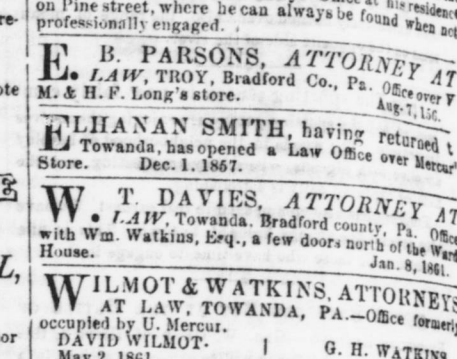 on Pine street, where he can always be found when not
professionally engaged.
E. B. PARSONS, ATTORNEY AT
LAW, TROY, Bradford Co., Pa. Office over V
M. & H. F. Long's store. Aug. 7,
ELHANAN SMITH, having returned t
Towanda, has opened a Law Office over Mercur's
Store. Dec. 1. 1857.
W. T. DAVIES, ATTORNEY AT
LAW, Towanda. Bradford county, Pa. Office
with Wm. Watkins, Esq., a few doors north of the Ward
House. Jan. 8, 1861.
WILMOT & WATKINS, ATTORNEYS
AT LAW, TOWANDA, PA.—Office formerly
occupied by U. Mercur.
DAVID WILMOT. G. H. WATKINS
May 2, 1861